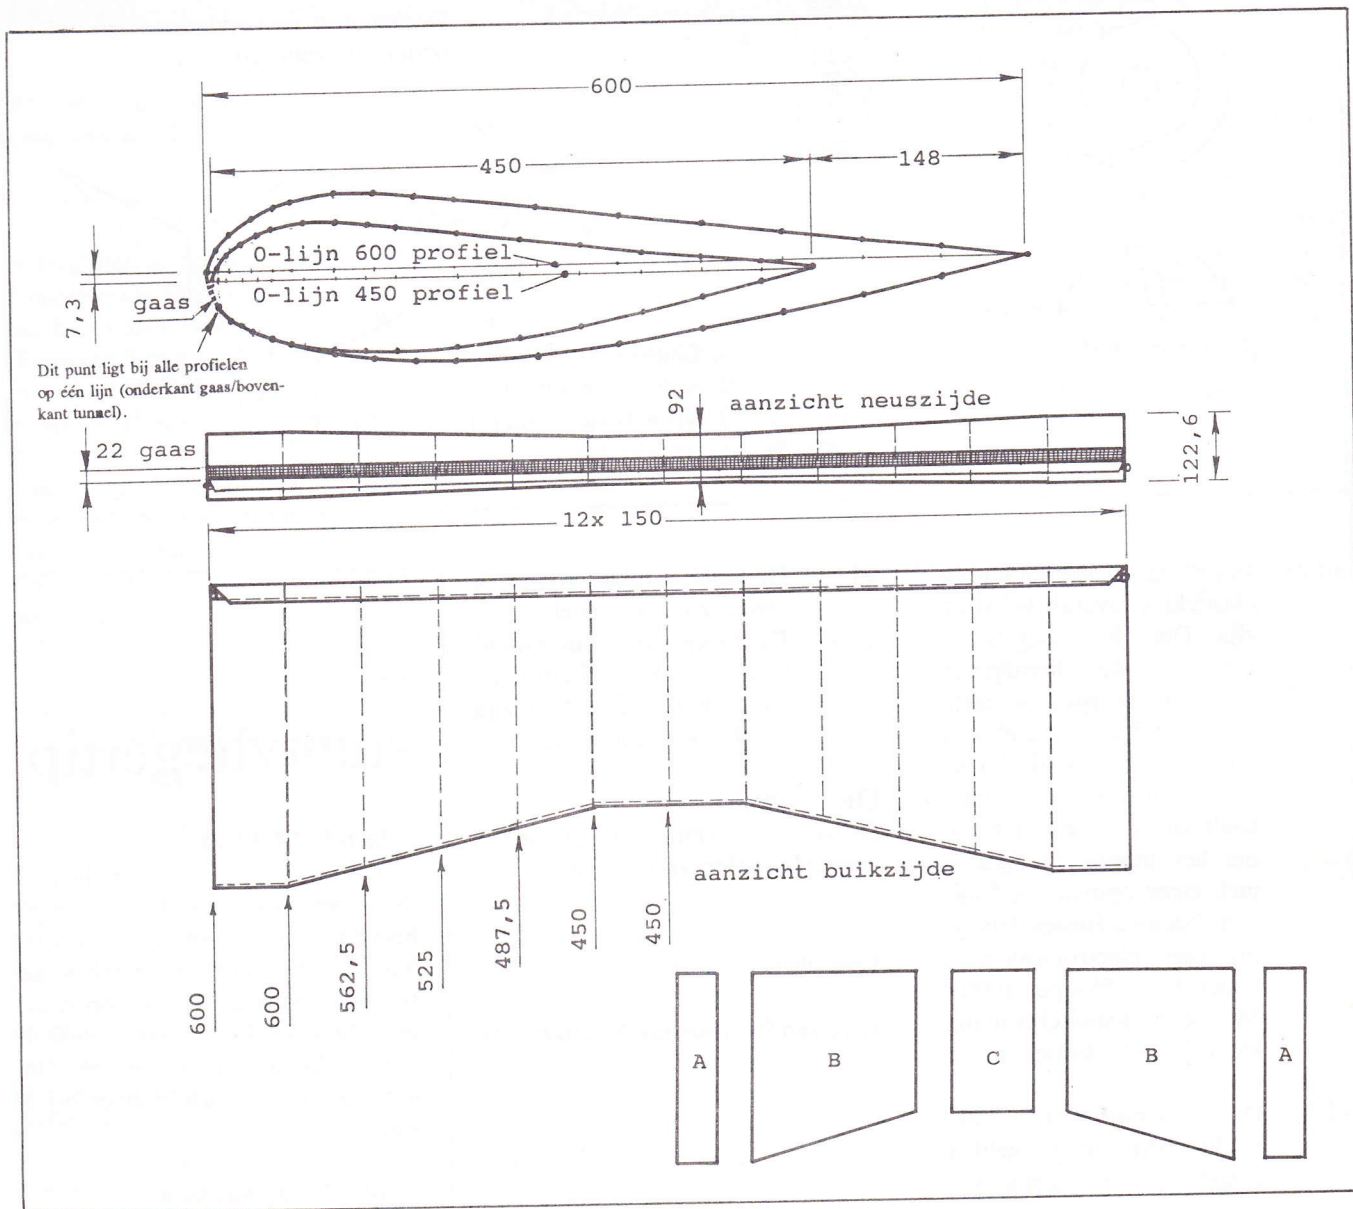 600
450
148
0-lijn 600 profiel
0-lijn 450 profiel
7,3
gaas
Dit punt ligt bij alle profielen
op één lijn (onderkant gaas/boven-
kant tunnel).
92
aanzicht neuszijde
22 gaas
122,6
12x 150
aanzicht buikzijde
600
600
562,5
525
487,5
450
450
A
B
C
B
A